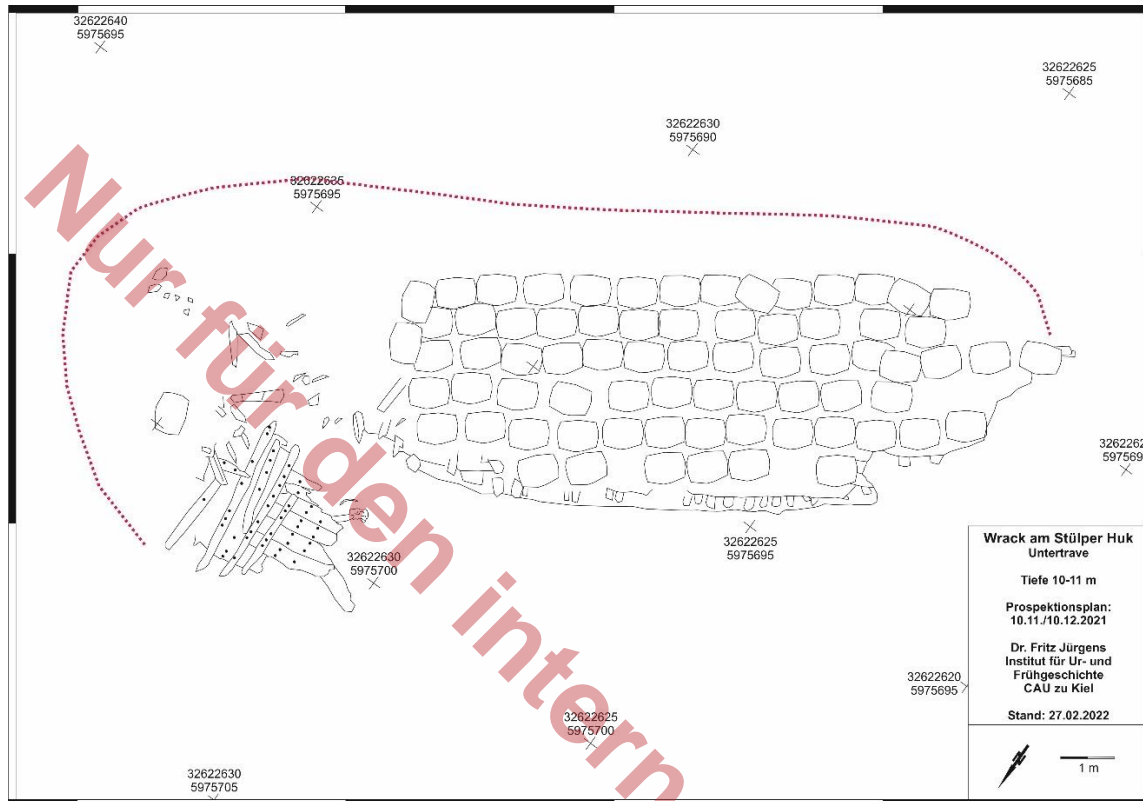 32622640
5975695
32622625
5975685
32622630
5975690
32622635
5975695
Nur für den intern
32622625
5975695
32622630
5975700
32622620
5975695
32622625
5975700
32622630
5975705
Wrack am Stülper Huk
Untertrave
Tiefe 10-11 m
Prospektionsplan:
10.11./10.12.2021
Dr. Fritz Jürgens
Institut für Ur- und
Frühgeschichte
CAU zu Kiel
Stand: 27.02.2022
1 m